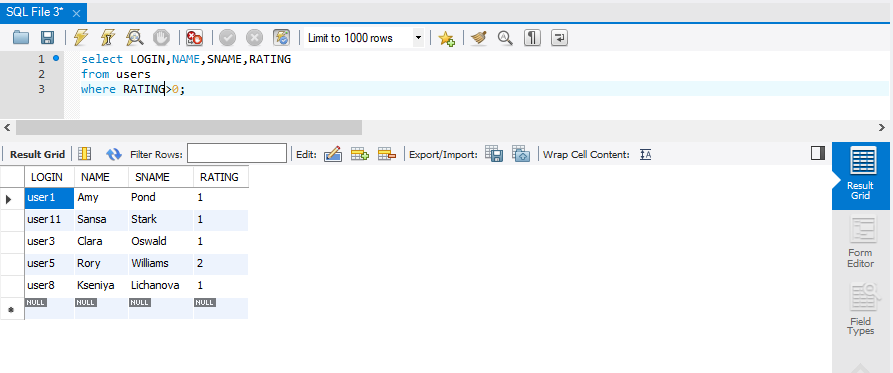 SQL File 3*
Limit to 1000 rows
1 select LOGIN,NAME,SNAME,RATING
2 from users
3 where RATING>0;
Result Grid Filter Rows: Edit: Export/Import: Wrap Cell Content:
LOGIN NAME SNAME RATING
user1 Amy Pond 1
user11 Sansa Stark 1
user3 Clara Oswald 1
user5 Rory Williams 2
user8 Kseniya Lichanova 1
NULL NULL NULL NULL
Result
Grid
Form
Editor
Field
Types